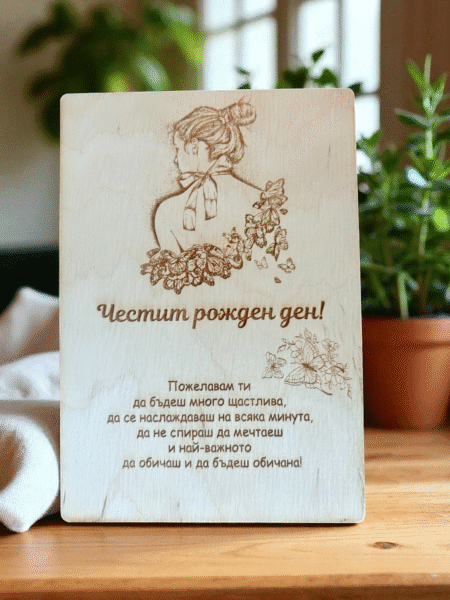 Честит рожден ден!
Пожелавам ти
да бъдеш много щастлива,
да се наслаждаваш на всяка минута,
да не спираш да мечтаеш
и най-важното
да обичаш и да бъдеш обичана!